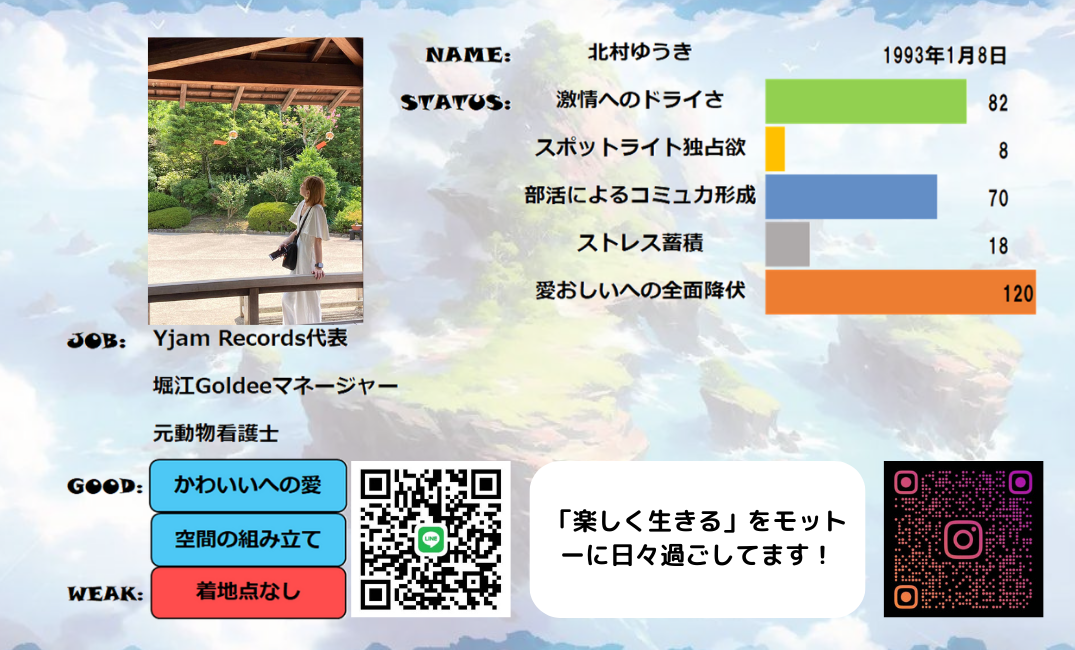 NAME: 北村ゆうき 1993年1月8日
STATUS: 激情へのドライさ 82
スポットライト独占欲 8
部活によるコミュ力形成 70
ストレス蓄積 18
愛おしいへの全面降伏 120
JOB: Yjam Records代表
堀江Goldeeマネージャー
元動物看護士
GOOD: かわいいへの愛
空間の組み立て
WEAK: 着地点なし
LINE
「楽しく生きる」をモット
ーに日々過ごしてます！